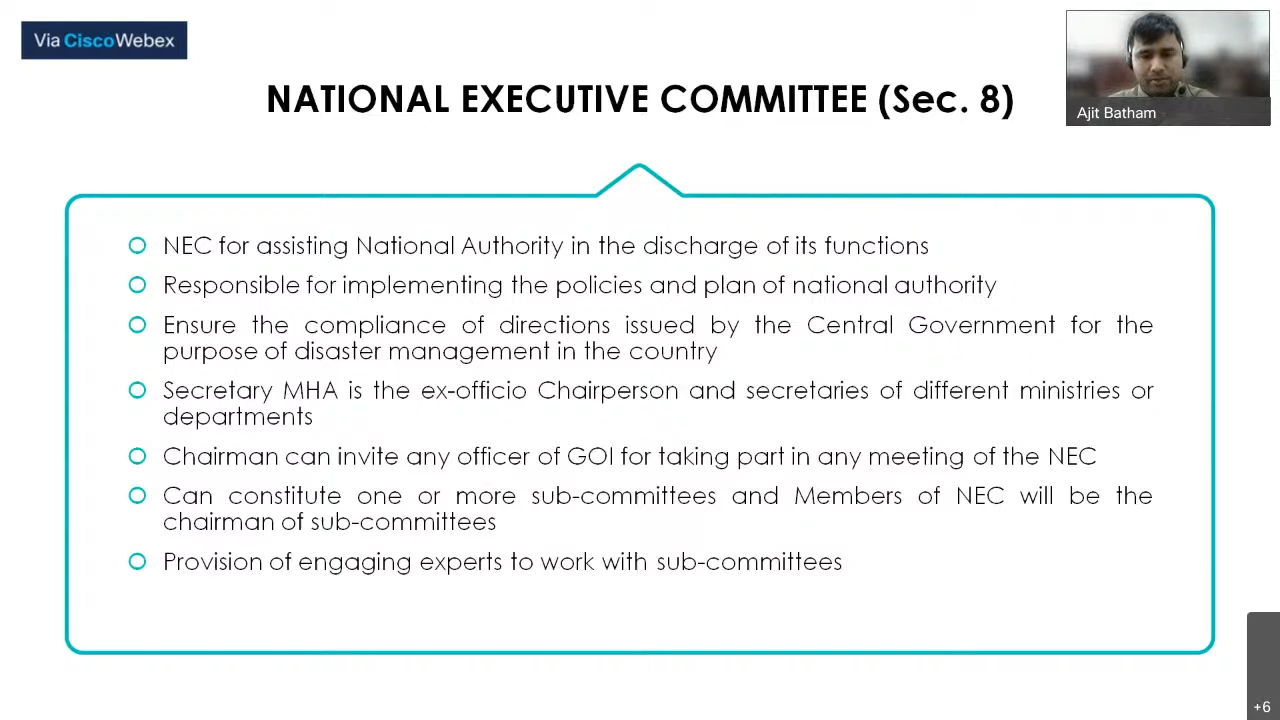 Via CiscoWebex
NATIONAL EXECUTIVE COMMITTEE (Sec. 8)
Ajit Batham
NEC for assisting National Authority in the discharge of its functions
Responsible for implementing the policies and plan of national authority
Ensure the compliance of directions issued by the Central Government for the
purpose of disaster management in the country
Secretary MHA is the ex-officio Chairperson and secretaries of different ministries or
departments
Chairman can invite any officer of GOI for taking part in any meeting of the NEC
Can constitute one or more sub-committees and Members of NEC will be the
chairman of sub-committees
Provision of engaging experts to work with sub-committees
+6